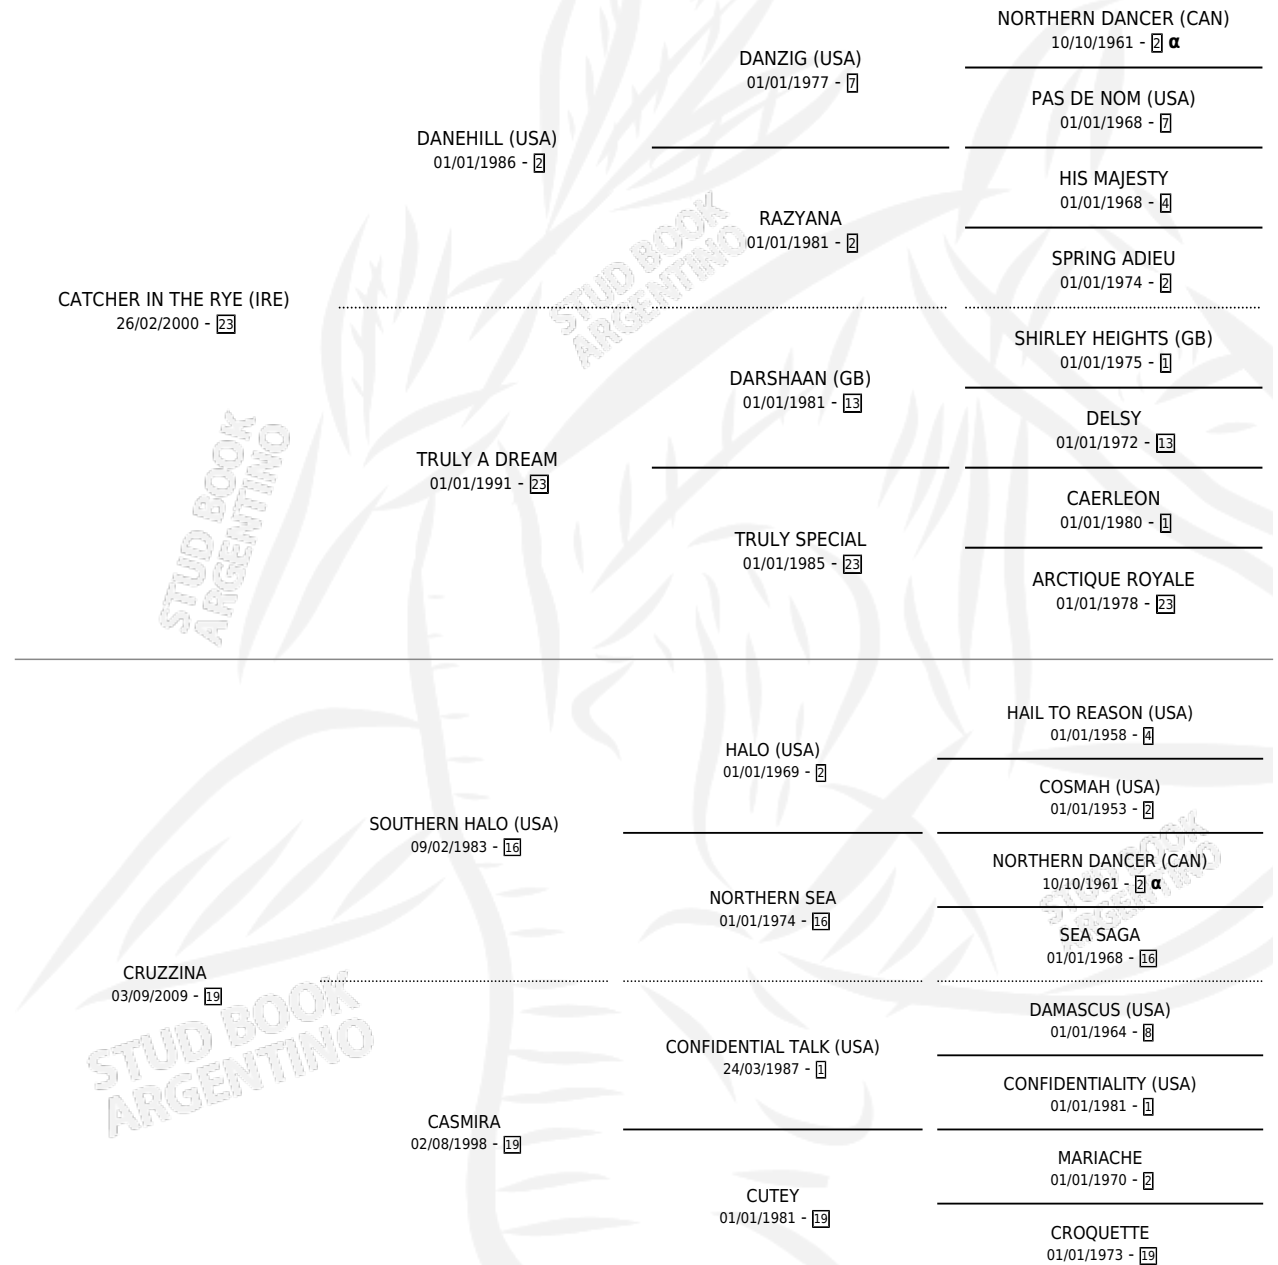 NORTHERN DANCER (CAN)
10/10/1961 - 2 α
DANZIG (USA)
01/01/1977 - 7
PAS DE NOM (USA)
01/01/1968 - 7
DANEHILL (USA)
01/01/1986 - 2
HIS MAJESTY
01/01/1968 - 4
RAZYANA
01/01/1981 - 2
SPRING ADIEU
01/01/1974 - 2
CATCHER IN THE RYE (IRE)
26/02/2000 - 23
STUD BOOK
ARGENTINO
SHIRLEY HEIGHTS (GB)
01/01/1975 - 1
DARSHAAN (GB)
01/01/1981 - 13
DELSY
01/01/1972 - 13
TRULY A DREAM
01/01/1991 - 23
CAERLEON
01/01/1980 - 1
TRULY SPECIAL
01/01/1985 - 23
ARCTIQUE ROYALE
01/01/1978 - 23
STUD BOOK
ARGENTINO
HAIL TO REASON (USA)
01/01/1958 - 4
HALO (USA)
01/01/1969 - 2
COSMAH (USA)
01/01/1953 - 2
SOUTHERN HALO (USA)
09/02/1983 - 16
NORTHERN DANCER (CAN)
10/10/1961 - 2 α
STUD BOOK
ARGENTINO
NORTHERN SEA
01/01/1974 - 16
SEA SAGA
01/01/1968 - 16
CRUZZINA
03/09/2009 - 19
STUD BOOK
ARGENTINO
DAMASCUS (USA)
01/01/1964 - 8
CONFIDENTIAL TALK (USA)
24/03/1987 - 1
CONFIDENTIALITY (USA)
01/01/1981 - 1
CASMIRA
02/08/1998 - 19
MARIACHE
01/01/1970 - 2
CUTEY
01/01/1981 - 19
CROQUETTE
01/01/1973 - 19